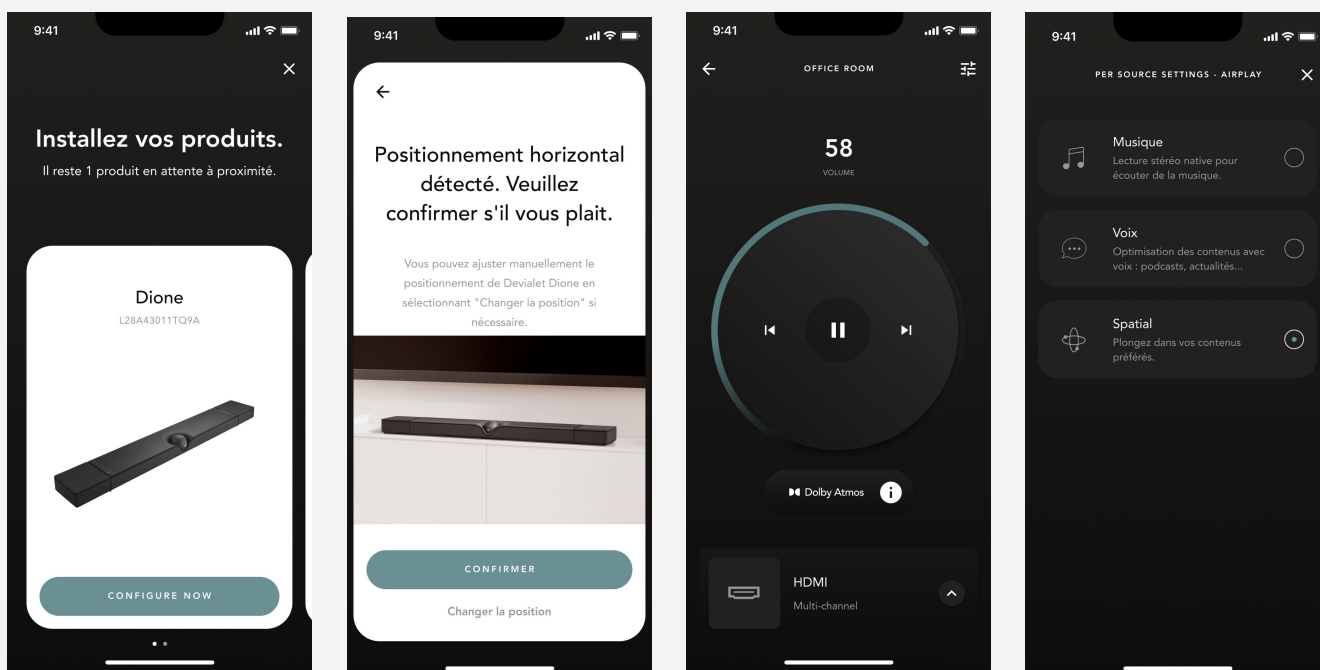 9:41
Installez vos produits.
Il reste 1 produit en attente à proximité.
Dione
L28A43011TQ9A
CONFIGURE NOW
9:41
Positionnement horizontal
détecté. Veuillez
confirmer s'il vous plait.
Vous pouvez ajuster manuellement le
positionnement de Devialet Dione en
sélectionnant "Changer la position" si
nécessaire.
CONFIRMER
Changer la position
9:41
OFFICE ROOM
58
VOLUME
Dolby Atmos
HDMI
Multi-channel
9:41
PER SOURCE SETTINGS - AIRPLAY
Musique
Lecture stéréo native pour
écouter de la musique.
Voix
Optimisation des contenus avec
voix : podcasts, actualités...
Spatial
Plongez dans vos contenus
préférés.